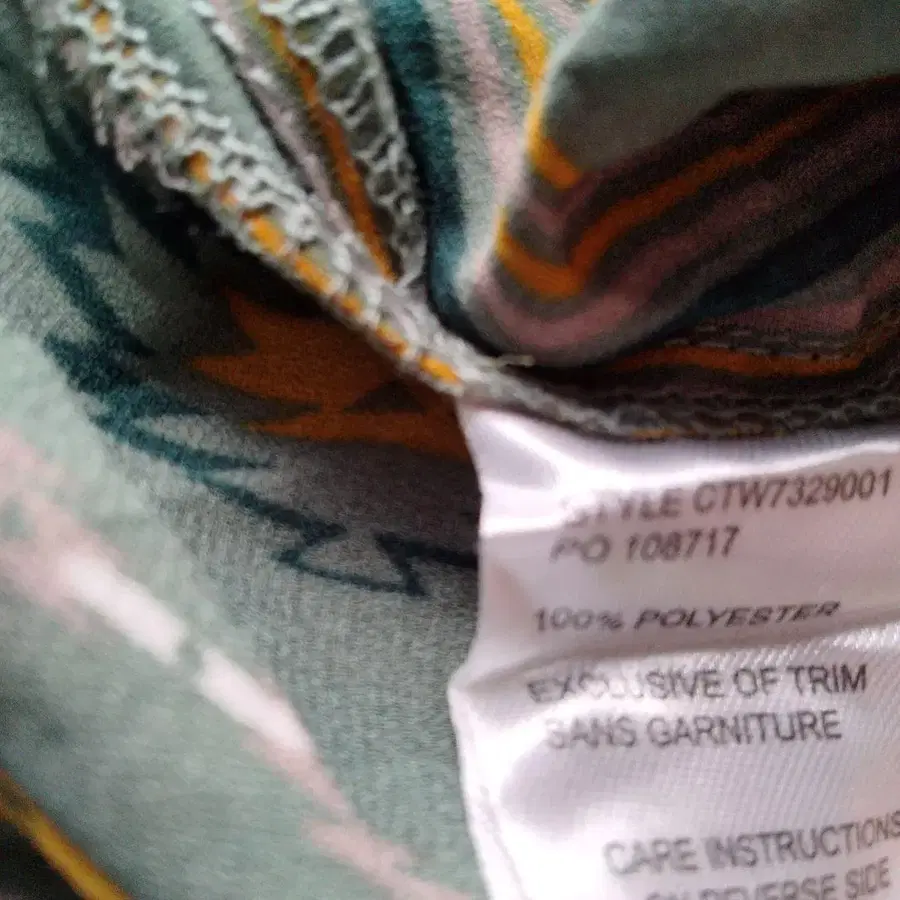 STYLE CTW7329001
PO 108717
100% POLYESTER
EXCLUSIVE OF TRIM
SANS GARNITURE
CARE INSTRUCTIONS
ON REVERSE SIDE